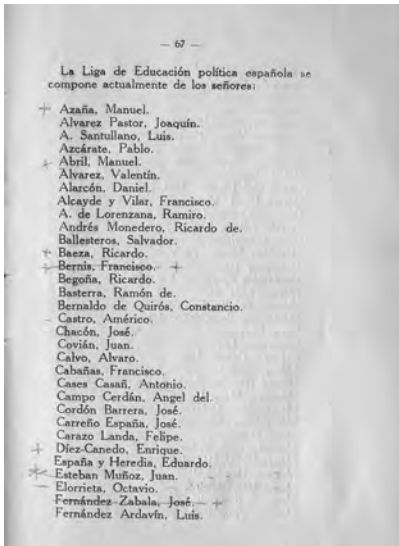 — 67 —
La Liga de Educación política española se
compone actualmente de los señores:
Azaña, Manuel.
Alvarez Pastor, Joaquín.
A. Santullano, Luis.
Azcárate, Pablo.
Abril, Manuel.
Alvarez, Valentín.
Alarcón, Daniel.
Alcayde y Vilar, Francisco.
A. de Lorenzana, Ramiro.
Andrés Monedero, Ricardo de.
Ballesteros, Salvador.
Baeza, Ricardo.
Bernis, Francisco.
Begoña, Ricardo.
Basterra, Ramón de.
Bernaldo de Quirós, Constancio.
Castro, Américo.
Chacón, José.
Covián, Juan.
Calvo, Alvaro.
Cabañas, Francisco.
Cases Casañ, Antonio.
Campo Cerdán, Angel del.
Cordón Barrera, José.
Carreño España, José.
Carazo Landa, Felipe.
Díez-Canedo, Enrique.
España y Heredia, Eduardo.
Esteban Muñoz, Juan.
Elorrieta, Octavio.
Fernández Zabala, José.
Fernández Ardavín, Luis.